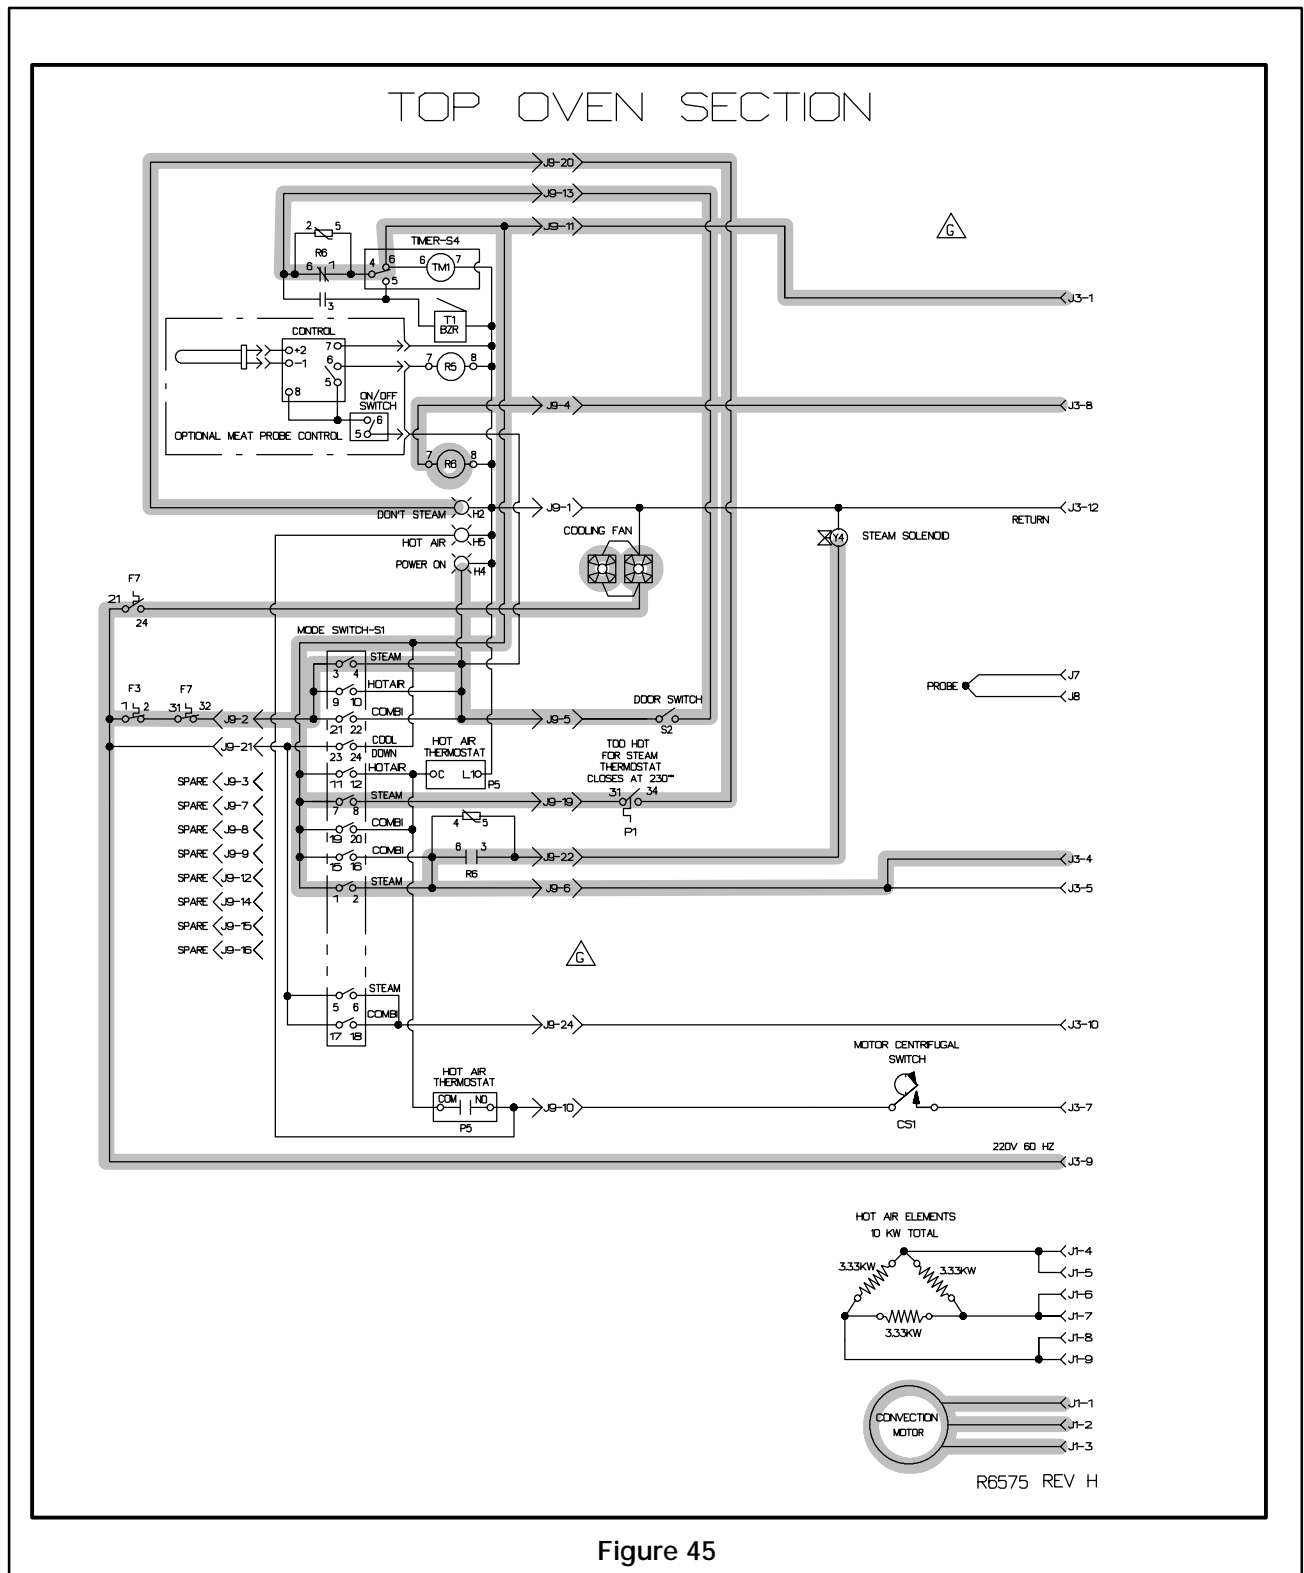 TOP OVEN SECTION
J9-20
J9-13
J9-11
G
2 5
R6
6 7
TIMER-S4
4 6 6 TM1 7
5
3
J3-1
T1
BZR
CONTROL
+2 7
-1 6
5
8
7 R5 8
ON/OFF
SWITCH
6
5
OPTIONAL MEAT PROBE CONTROL
J9-4 J3-8
7 R6 8
DON'T STEAM H2 J9-1 J3-12
RETURN
COOLING FAN
Y4 STEAM SOLENOID
HOT AIR H5
POWER ON H4
F7
21
24
MODE SWITCH-S1
STEAM
3 4
HOTAIR
9 10
F3 F7
1 2 31 32 J9-2
COMBI
21 22
J9-5
DOOR SWITCH
S2
PROBE
J7
J8
J9-21
COOL
DOWN
23 24
HOT AIR
THERMOSTAT
C L1
P5
TOO HOT
FOR STEAM
THERMOSTAT
CLOSES AT 230°
31 34
P1
HOTAIR
11 12
SPARE J9-3
SPARE J9-7
SPARE J9-8
SPARE J9-9
SPARE J9-12
SPARE J9-14
SPARE J9-15
SPARE J9-16
STEAM
7 8
J9-19
COMBI
19 20
4 5
COMBI
15 16
6 3
R6
J9-22
J3-4
STEAM
1 2
J9-6
J3-5
G
STEAM
5 6
COMBI
17 18
J9-24 J3-10
MOTOR CENTRIFUGAL
SWITCH
CS1
HOT AIR
THERMOSTAT
COM NO
P5
J9-10 J3-7
220V 60 HZ
J3-9
HOT AIR ELEMENTS
10 KW TOTAL
3.33KW 3.33KW
3.33KW
J1-4
J1-5
J1-6
J1-7
J1-8
J1-9
CONVECTION
MOTOR
J1-1
J1-2
J1-3
R6575 REV H
Figure 45